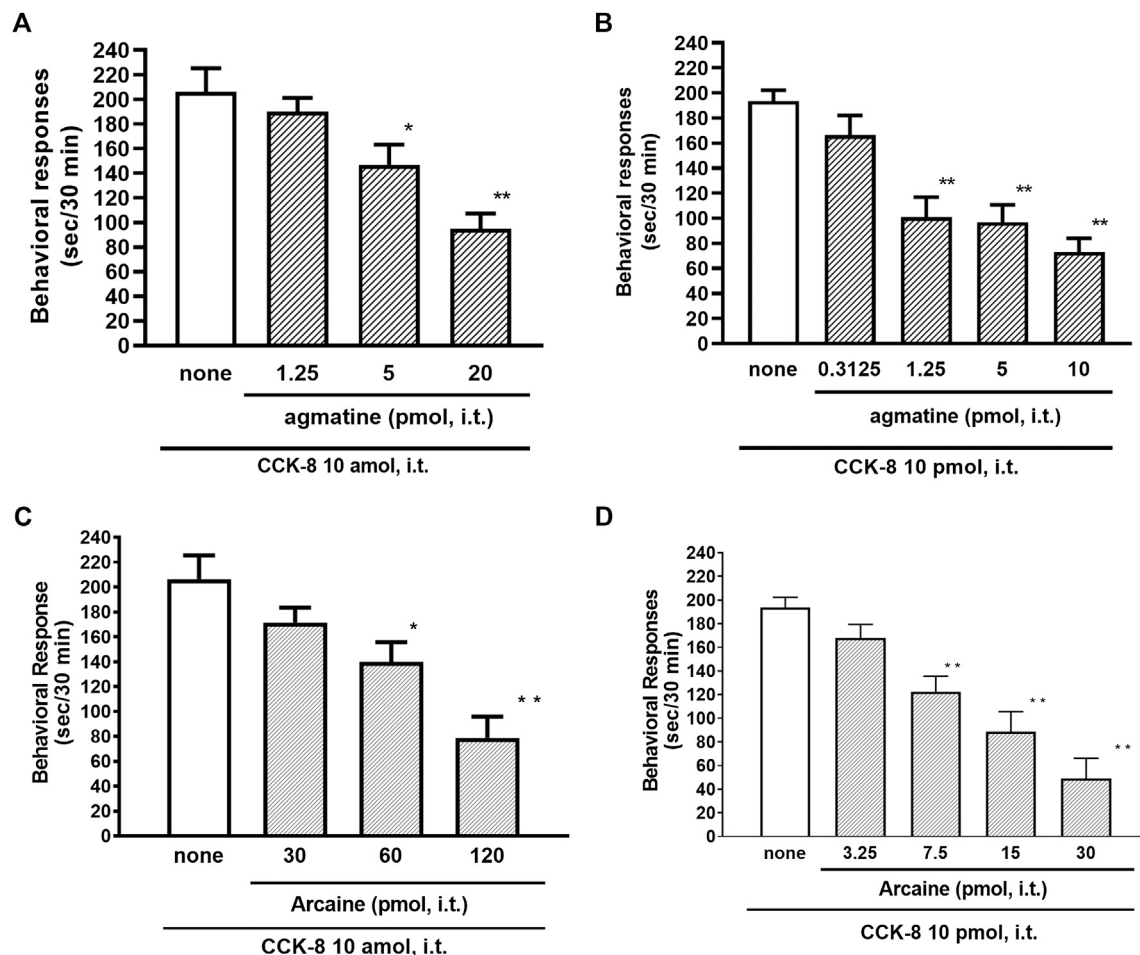 A
Behavioral responses
(sec/30 min)
240
220
200
180
160
140
120
100
80
60
40
20
0
*
**
none 1.25 5 20
agmatine (pmol, i.t.)
CCK-8 10 amol, i.t.
B
Behavioral responses
(sec/30 min)
240
220
200
180
160
140
120
100
80
60
40
20
0
**
**
**
none 0.3125 1.25 5 10
agmatine (pmol, i.t.)
CCK-8 10 pmol, i.t.
C
Behavioral Response
(sec/30 min)
240
220
200
180
160
140
120
100
80
60
40
20
0
*
* *
none 30 60 120
Arcaine (pmol, i.t.)
CCK-8 10 amol, i.t.
D
Behavioral Responses
(sec/30 min)
240
220
200
180
160
140
120
100
80
60
40
20
0
* *
* *
* *
none 3.25 7.5 15 30
Arcaine (pmol, i.t.)
CCK-8 10 pmol, i.t.